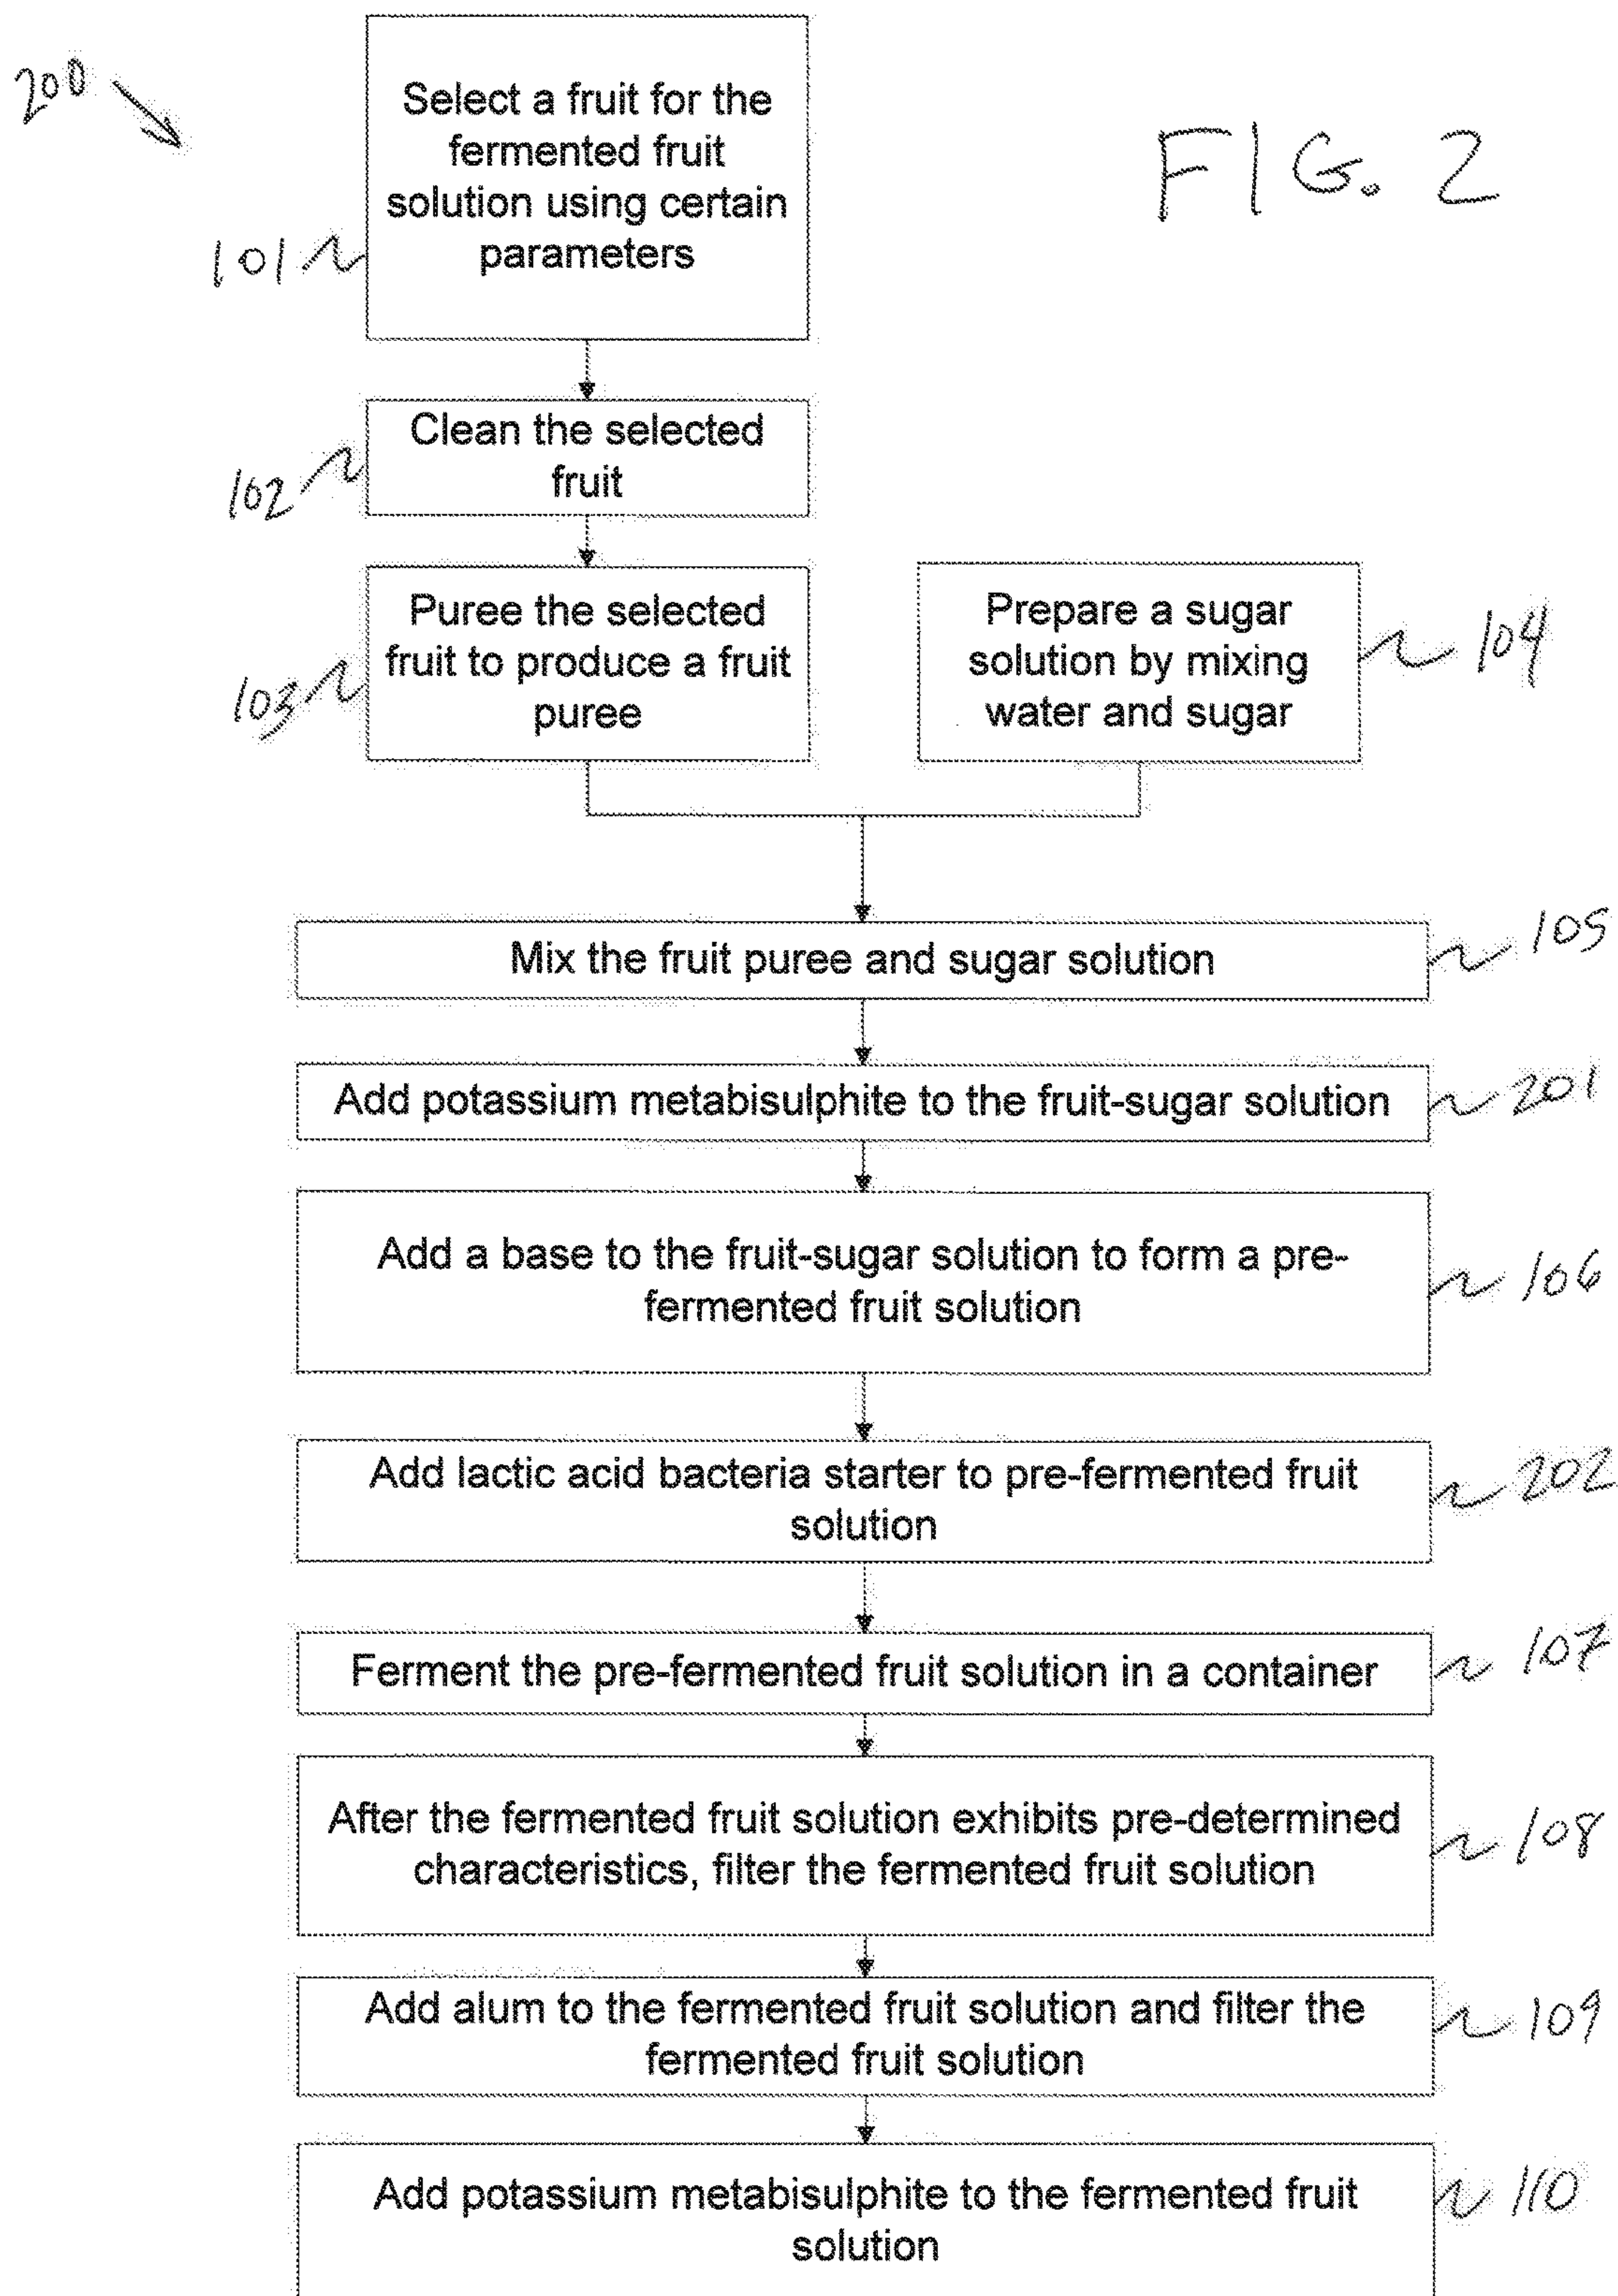 200
FIG. 2
Select a fruit for the
fermented fruit
solution using certain
parameters
101
Clean the selected
fruit
102
Puree the selected
fruit to produce a fruit
puree
103
Prepare a sugar
solution by mixing
water and sugar
104
Mix the fruit puree and sugar solution
105
Add potassium metabisulphite to the fruit-sugar solution
201
Add a base to the fruit-sugar solution to form a pre-
fermented fruit solution
106
Add lactic acid bacteria starter to pre-fermented fruit
solution
202
Ferment the pre-fermented fruit solution in a container
107
After the fermented fruit solution exhibits pre-determined
characteristics, filter the fermented fruit solution
108
Add alum to the fermented fruit solution and filter the
fermented fruit solution
109
Add potassium metabisulphite to the fermented fruit
solution
110